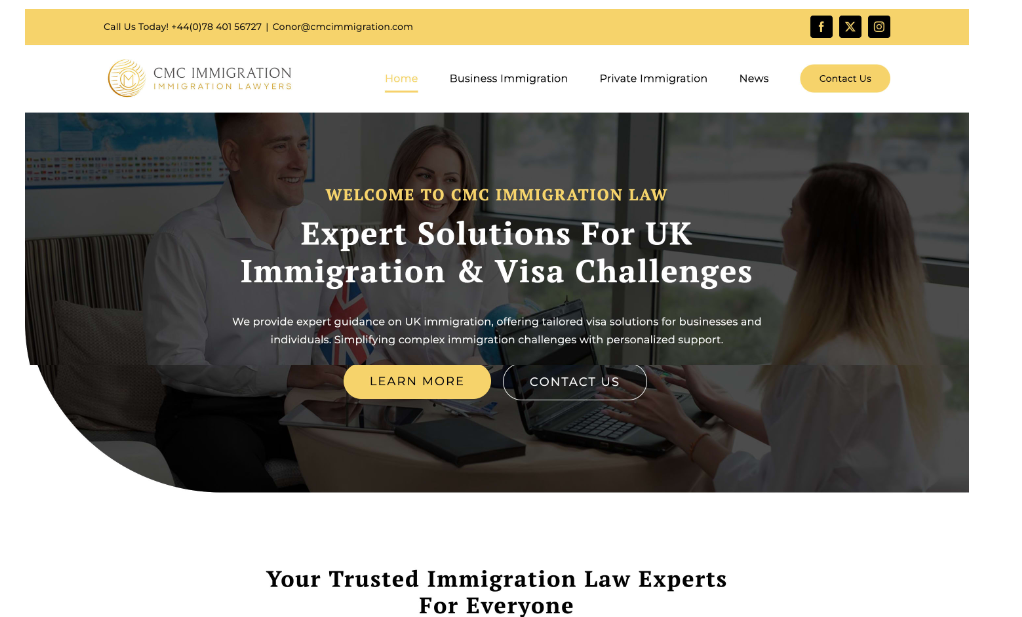 Call Us Today! +44(0)78 401 56727 | Conor@cmcimmigration.com
CMC IMMIGRATION
IMMIGRATION LAWYERS
Home
Business Immigration
Private Immigration
News
Contact Us
WELCOME TO CMC IMMIGRATION LAW
Expert Solutions For UK
Immigration & Visa Challenges
We provide expert guidance on UK immigration, offering tailored visa solutions for businesses and
individuals. Simplifying complex immigration challenges with personalized support.
LEARN MORE
CONTACT US
Your Trusted Immigration Law Experts
For Everyone